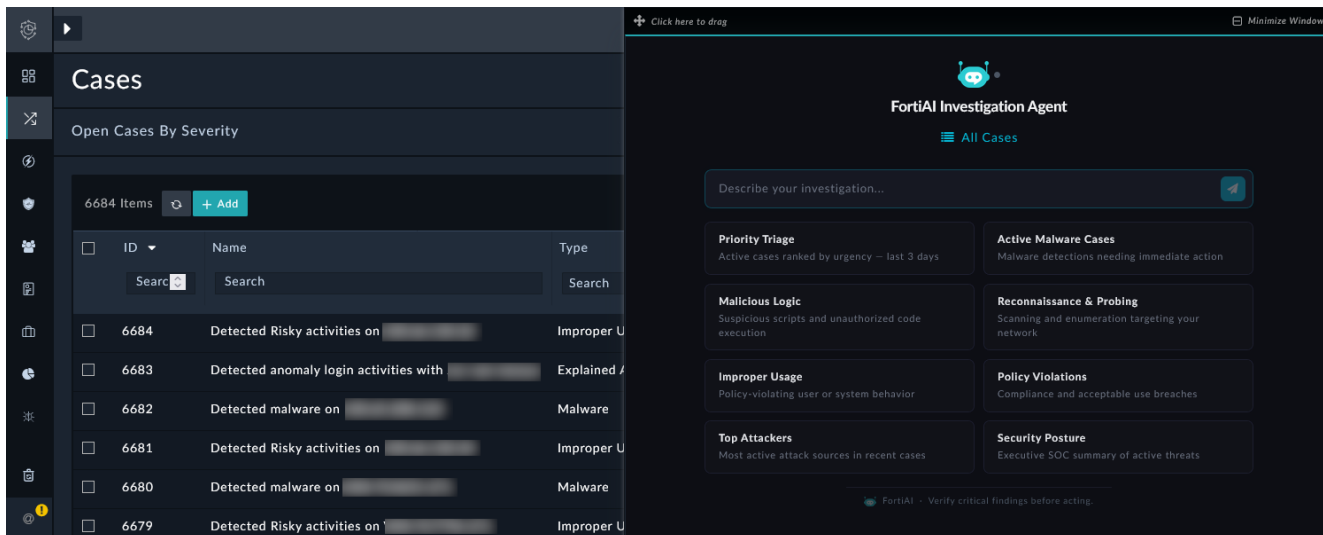 Click here to drag
Minimize Window
Cases
FortiAI Investigation Agent
Open Cases By Severity
All Cases
6684 Items
+ Add
Describe your investigation...
ID
Name
Type
Search
Search
Priority Triage
Active cases ranked by urgency — last 3 days
Active Malware Cases
Malware detections needing immediate action
Malicious Logic
Suspicious scripts and unauthorized code
execution
Reconnaissance & Probing
Scanning and enumeration targeting your
network
6684
Detected Risky activities on
Improper U
6683
Detected anomaly login activities with
Explained
6682
Detected malware on
Malware
6681
Detected Risky activities on
Improper U
6680
Detected malware on
Malware
6679
Detected Risky activities on
Improper U
Improper Usage
Policy-violating user or system behavior
Policy Violations
Compliance and acceptable use breaches
Top Attackers
Most active attack sources in recent cases
Security Posture
Executive SOC summary of active threats
FortiAI · Verify critical findings before acting.